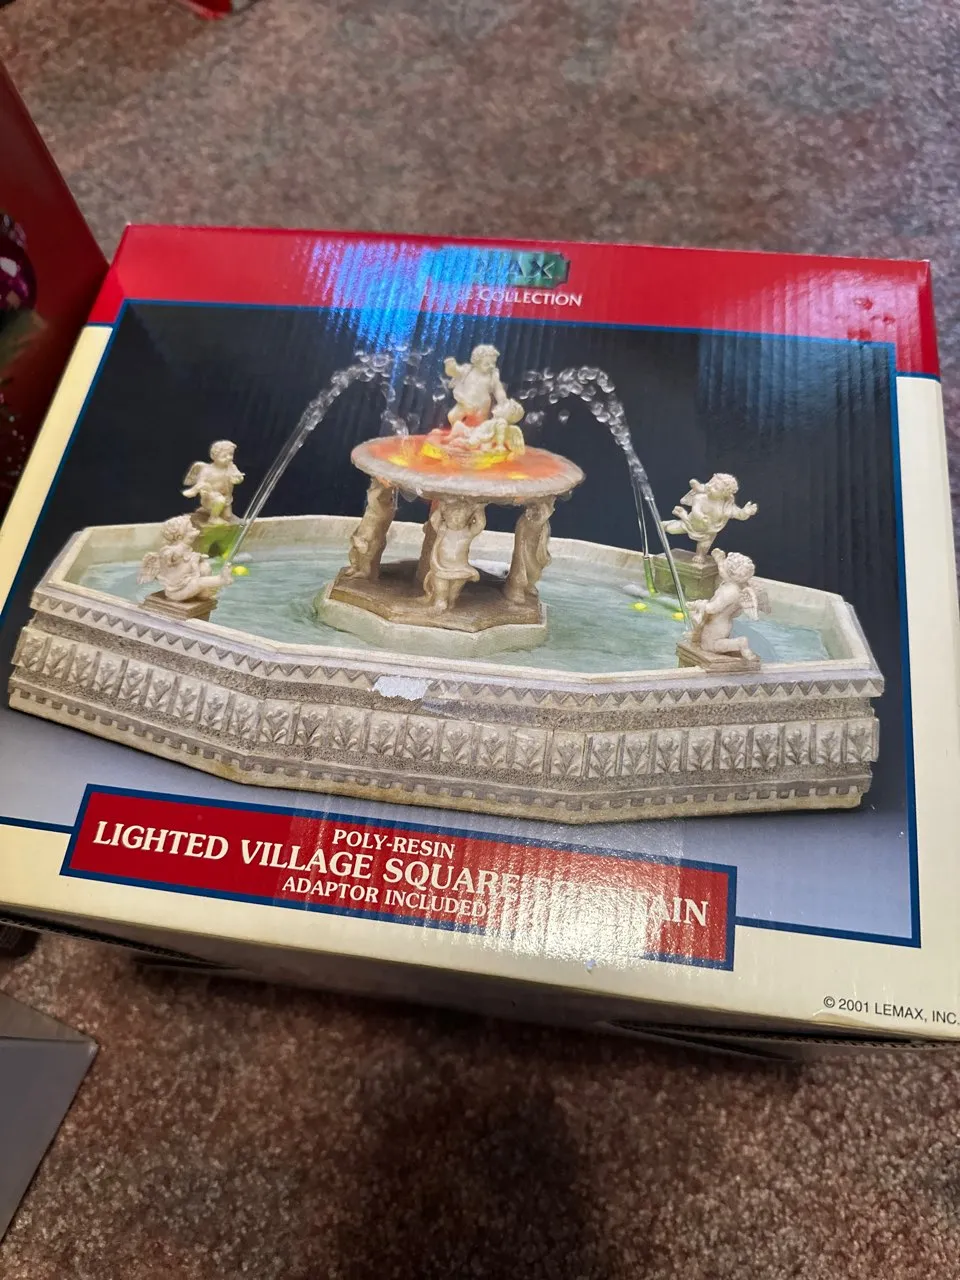 COLLECTION
POLY-RESIN
LIGHTED VILLAGE SQUARE
ADAPTOR INCLUDED
© 2001 LEMAX, INC.